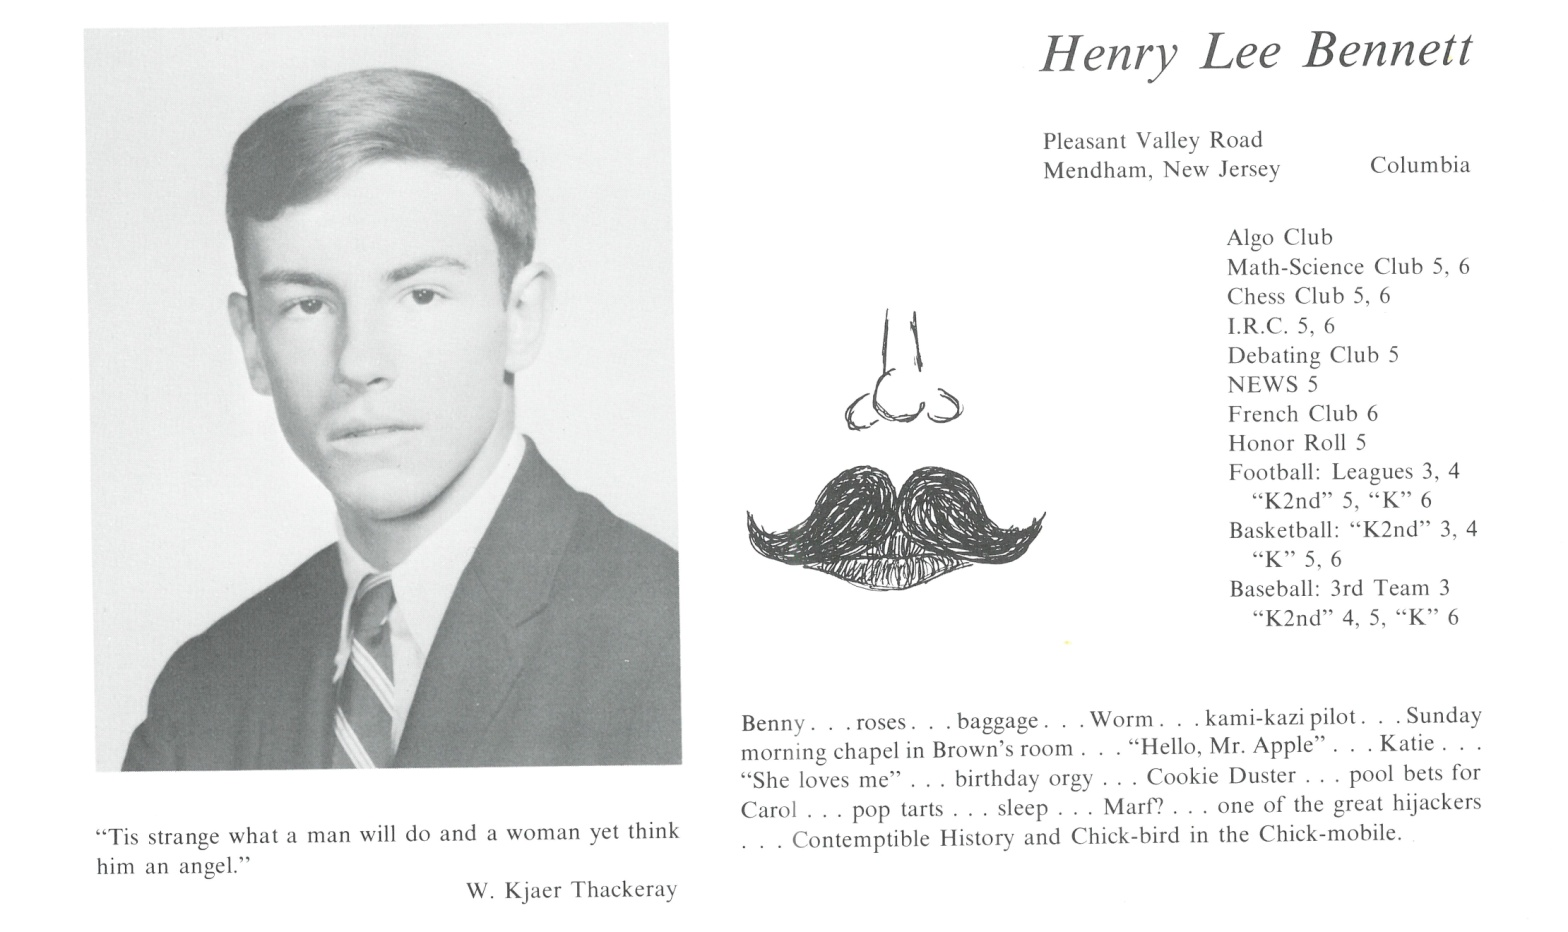 Henry Lee Bennett
Pleasant Valley Road
Mendham, New Jersey
Columbia
Algo Club
Math-Science Club 5, 6
Chess Club 5, 6
I.R.C. 5, 6
Debating Club 5
NEWS 5
French Club 6
Honor Roll 5
Football: Leagues 3, 4
“K2nd” 5, “K” 6
Basketball: “K2nd” 3, 4
“K” 5, 6
Baseball: 3rd Team 3
“K2nd” 4, 5, “K” 6
Benny . . . roses . . . baggage . . . Worm . . . kami-kazi pilot . . . Sunday
morning chapel in Brown’s room . . . “Hello, Mr. Apple” . . . Katie . . .
“She loves me” . . . birthday orgy . . . Cookie Duster . . . pool bets for
Carol . . . pop tarts . . . sleep . . . Marf? . . . one of the great hijackers
. . . Contemptible History and Chick-bird in the Chick-mobile.
“Tis strange what a man will do and a woman yet think
him an angel.”
W. Kjaer Thackeray